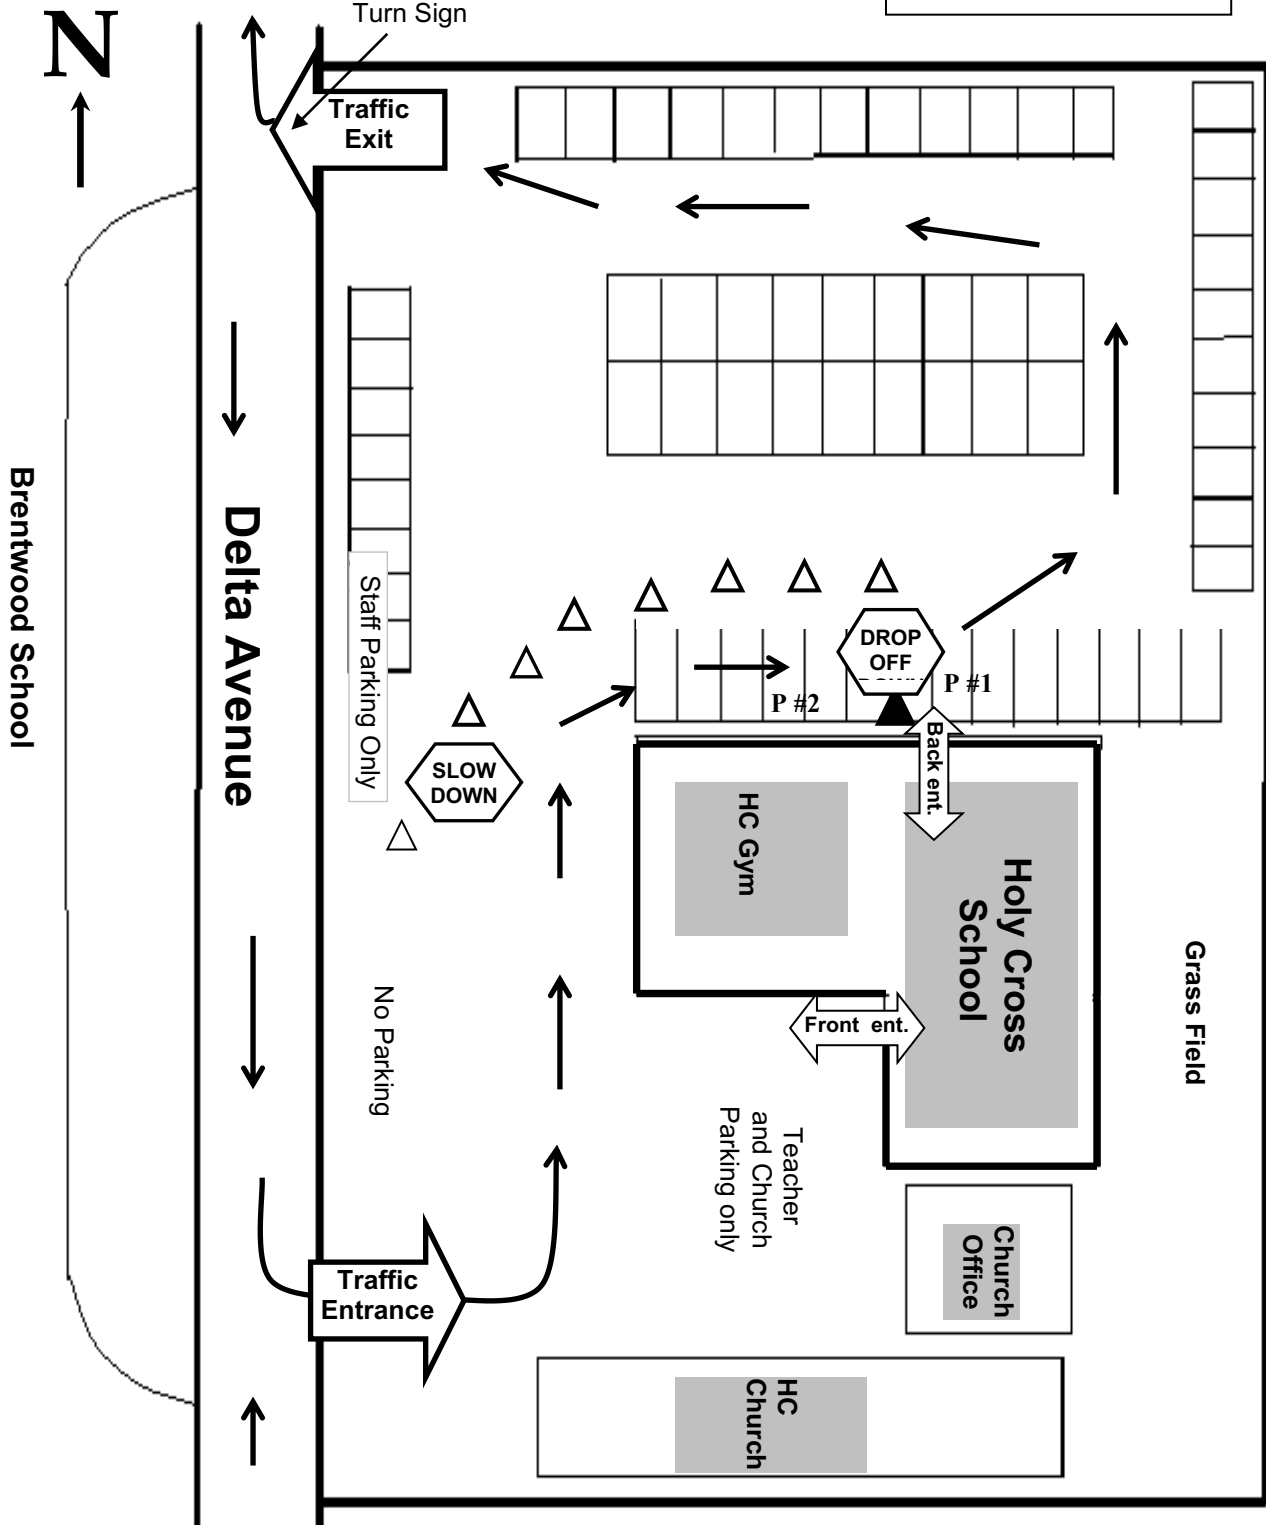 Turn Sign
N
Traffic
Exit
Brentwood School
Delta Avenue
Staff Parking Only
DROP
OFF
P #1
P #2
Back ent.
SLOW
DOWN
HC Gym
Holy Cross
School
Grass Field
No Parking
Front ent.
Teacher
and Church
Parking only
Church
Office
Traffic
Entrance
HC
Church